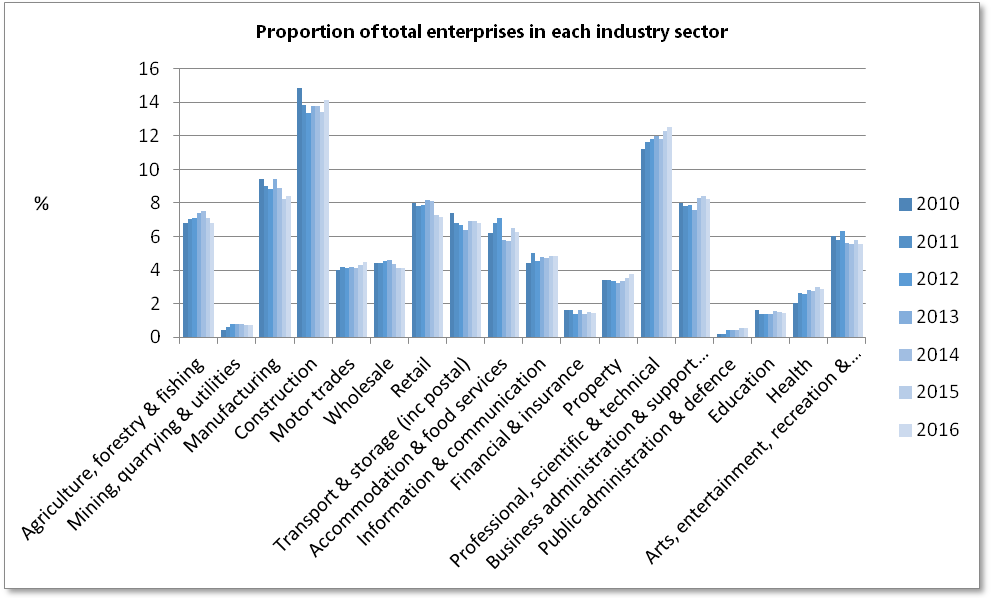 Proportion of total enterprises in each industry sector
16
14
12
10
8
6
4
2
0
%
Agriculture, forestry & fishing
Mining, quarrying & utilities
Manufacturing
Construction
Motor trades
Wholesale
Retail
Transport & storage (inc postal)
Accommodation & food services
Information & communication
Financial & insurance
Property
Professional, scientific & technical
Business administration & support...
Public administration & defence
Education
Health
Arts, entertainment, recreation &...
2010
2011
2012
2013
2014
2015
2016